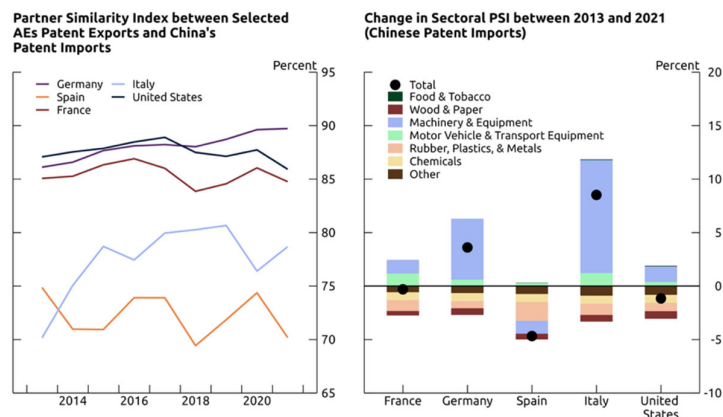 Partner Similarity Index between Selected
AEs Patent Exports and China's
Patent Imports
Percent
Germany
Spain
France
Italy
United States
95
90
85
80
75
70
65
2014
2016
2018
2020
Change in Sectoral PSI between 2013 and 2021
(Chinese Patent Imports)
Percent
Total
Food & Tobacco
Wood & Paper
Machinery & Equipment
Motor Vehicle & Transport Equipment
Rubber, Plastics, & Metals
Chemicals
Other
20
15
10
5
0
-5
-10
France
Germany
Spain
Italy
United
States